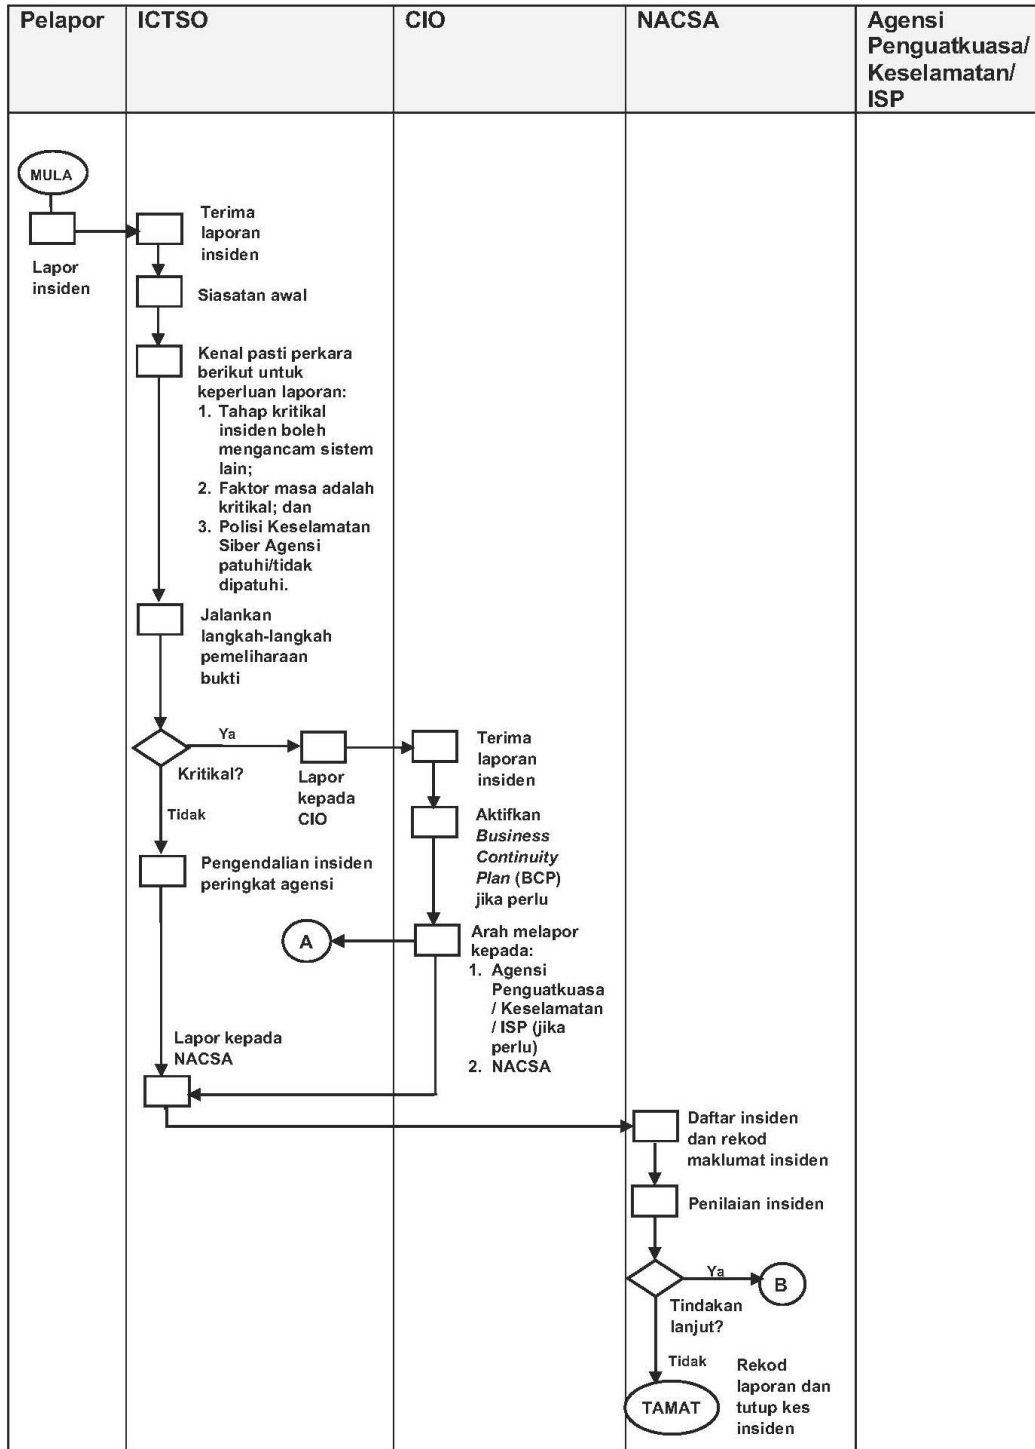 Pelapor
ICTSO
CIO
NACSA
Agensi
Penguatkuasa/
Keselamatan/
ISP
MULA
Lapor
insiden
Terima
laporan
insiden
Siasatan awal
Kenal pasti perkara
berikut untuk
keperluan laporan:
1. Tahap kritikal
insiden boleh
mengancam sistem
lain;
2. Faktor masa adalah
kritikal; dan
3. Polisi Keselamatan
Siber Agensi
patuhi/tidak
dipatuhi.
Jalankan
langkah-langkah
pemeliharaan
bukti
Ya
Kritikal?
Tidak
Lapor
kepada
CIO
Terima
laporan
insiden
Aktifkan
Business
Continuity
Plan (BCP)
jika perlu
Pengendalian insiden
peringkat agensi
A
Arah melapor
kepada:
1. Agensi
Penguatkuasa
/ Keselamatan
/ ISP (jika
perlu)
2. NACSA
Lapor kepada
NACSA
Daftar insiden
dan rekod
maklumat insiden
Penilaian insiden
Ya
B
Tindakan
lanjut?
Tidak
Rekod
laporan dan
tutup kes
insiden
TAMAT